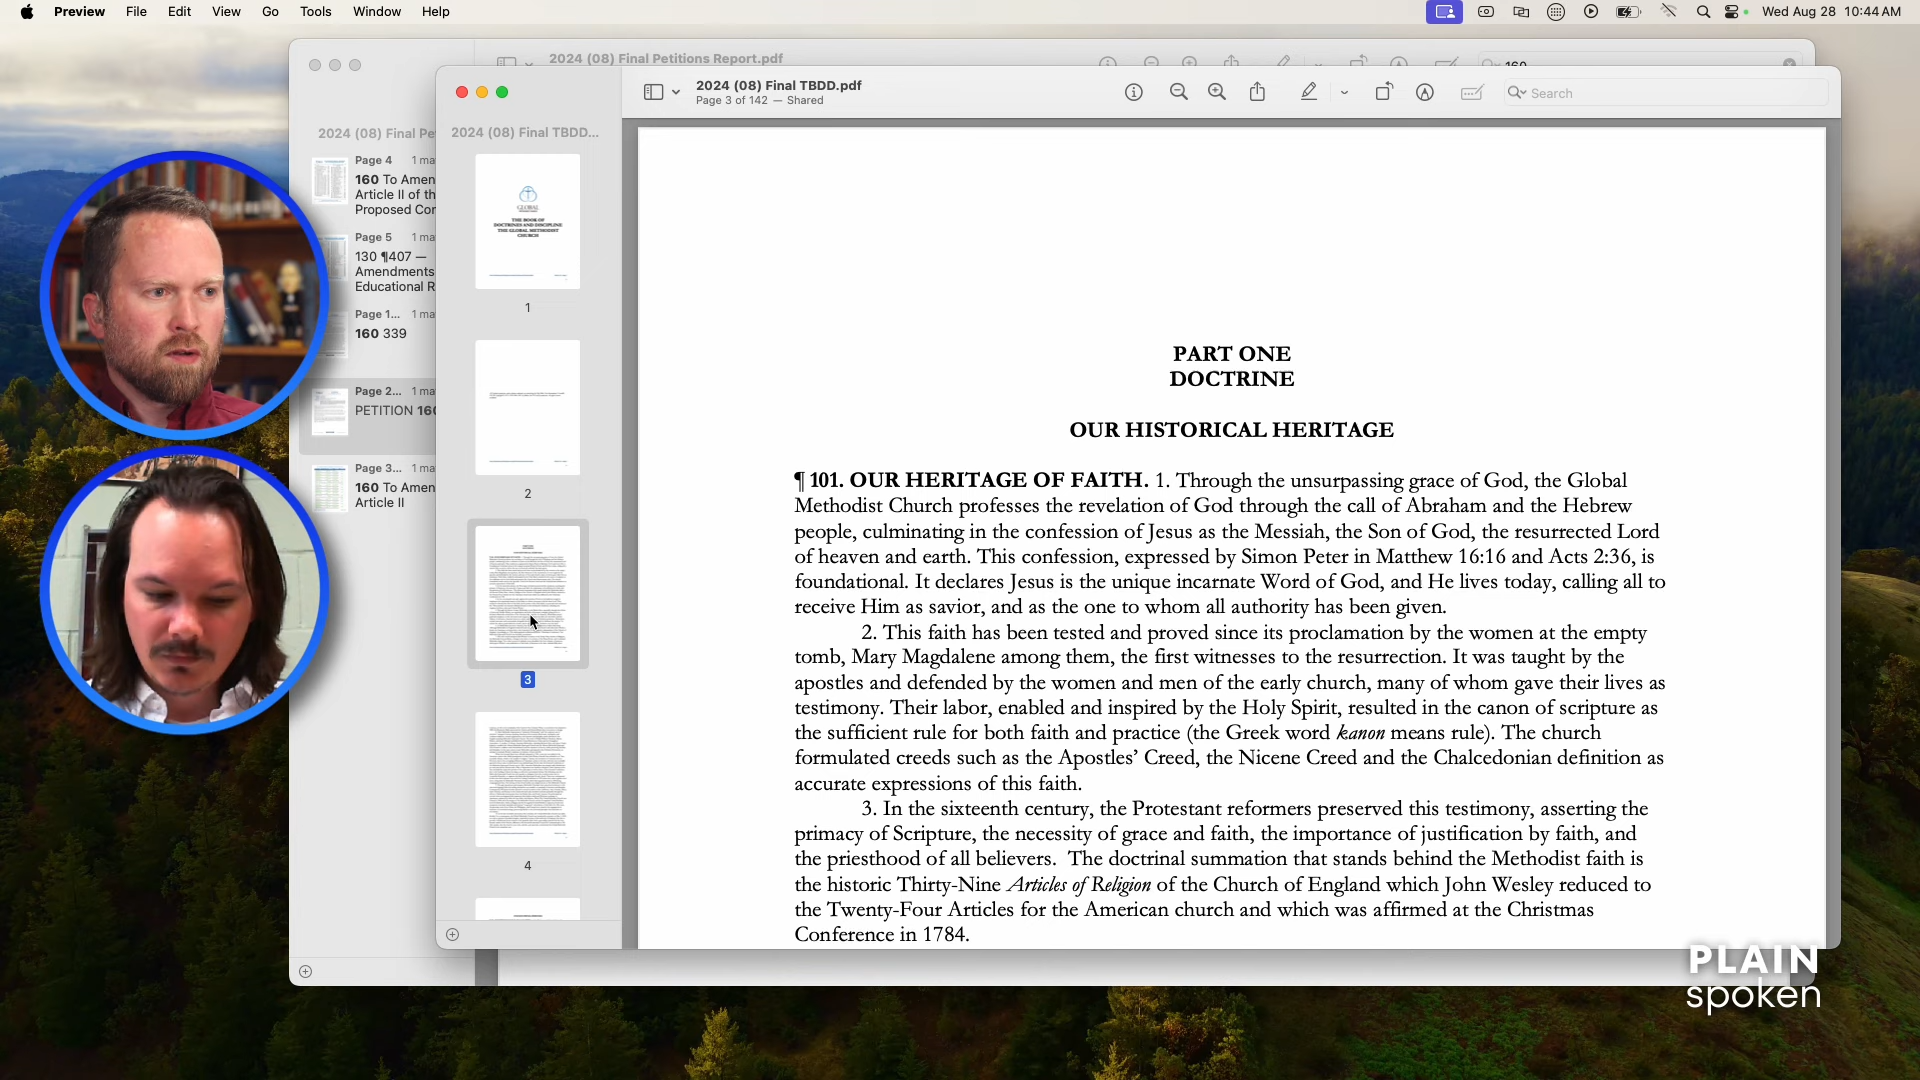 Preview File Edit View Go Tools Window Help
Wed Aug 28 10:44 AM
2024 (08) Final Petitions Report.pdf
160
2024 (08) Final Pe
Page 4 1 ma
160 To Amen
Article II of th
Proposed Cor
Page 5 1 ma
130 ¶407 —
Amendments
Educational R
Page 1... 1 ma
160 339
Page 2... 1 ma
PETITION 160
Page 3... 1 ma
160 To Amen
Article II
2024 (08) Final TBDD.pdf
Page 3 of 142 — Shared
Search
2024 (08) Final TBDD...
GLOBAL
THE BOOK OF
DOCTRINES AND DISCIPLINE
THE GLOBAL METHODIST
CHURCH
1
2
3
4
PART ONE
DOCTRINE
OUR HISTORICAL HERITAGE
¶ 101. OUR HERITAGE OF FAITH. 1. Through the unsurpassing grace of God, the Global
Methodist Church professes the revelation of God through the call of Abraham and the Hebrew
people, culminating in the confession of Jesus as the Messiah, the Son of God, the resurrected Lord
of heaven and earth. This confession, expressed by Simon Peter in Matthew 16:16 and Acts 2:36, is
foundational. It declares Jesus is the unique incarnate Word of God, and He lives today, calling all to
receive Him as savior, and as the one to whom all authority has been given.
2. This faith has been tested and proved since its proclamation by the women at the empty
tomb, Mary Magdalene among them, the first witnesses to the resurrection. It was taught by the
apostles and defended by the women and men of the early church, many of whom gave their lives as
testimony. Their labor, enabled and inspired by the Holy Spirit, resulted in the canon of scripture as
the sufficient rule for both faith and practice (the Greek word kanon means rule). The church
formulated creeds such as the Apostles' Creed, the Nicene Creed and the Chalcedonian definition as
accurate expressions of this faith.
3. In the sixteenth century, the Protestant reformers preserved this testimony, asserting the
primacy of Scripture, the necessity of grace and faith, the importance of justification by faith, and
the priesthood of all believers. The doctrinal summation that stands behind the Methodist faith is
the historic Thirty-Nine Articles of Religion of the Church of England which John Wesley reduced to
the Twenty-Four Articles for the American church and which was affirmed at the Christmas
Conference in 1784.
PLAIN
spoken